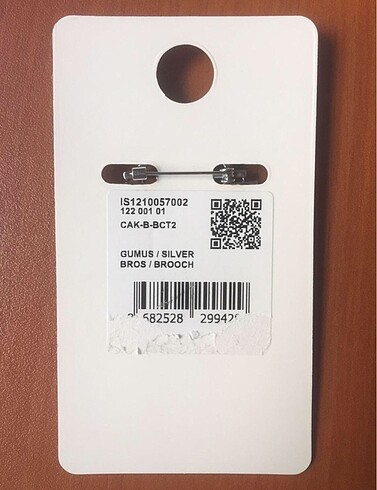 IS1210057002
122 001 01
CAK-B-BCT2
GUMUS / SILVER
BROS / BROOCH
682528 29942